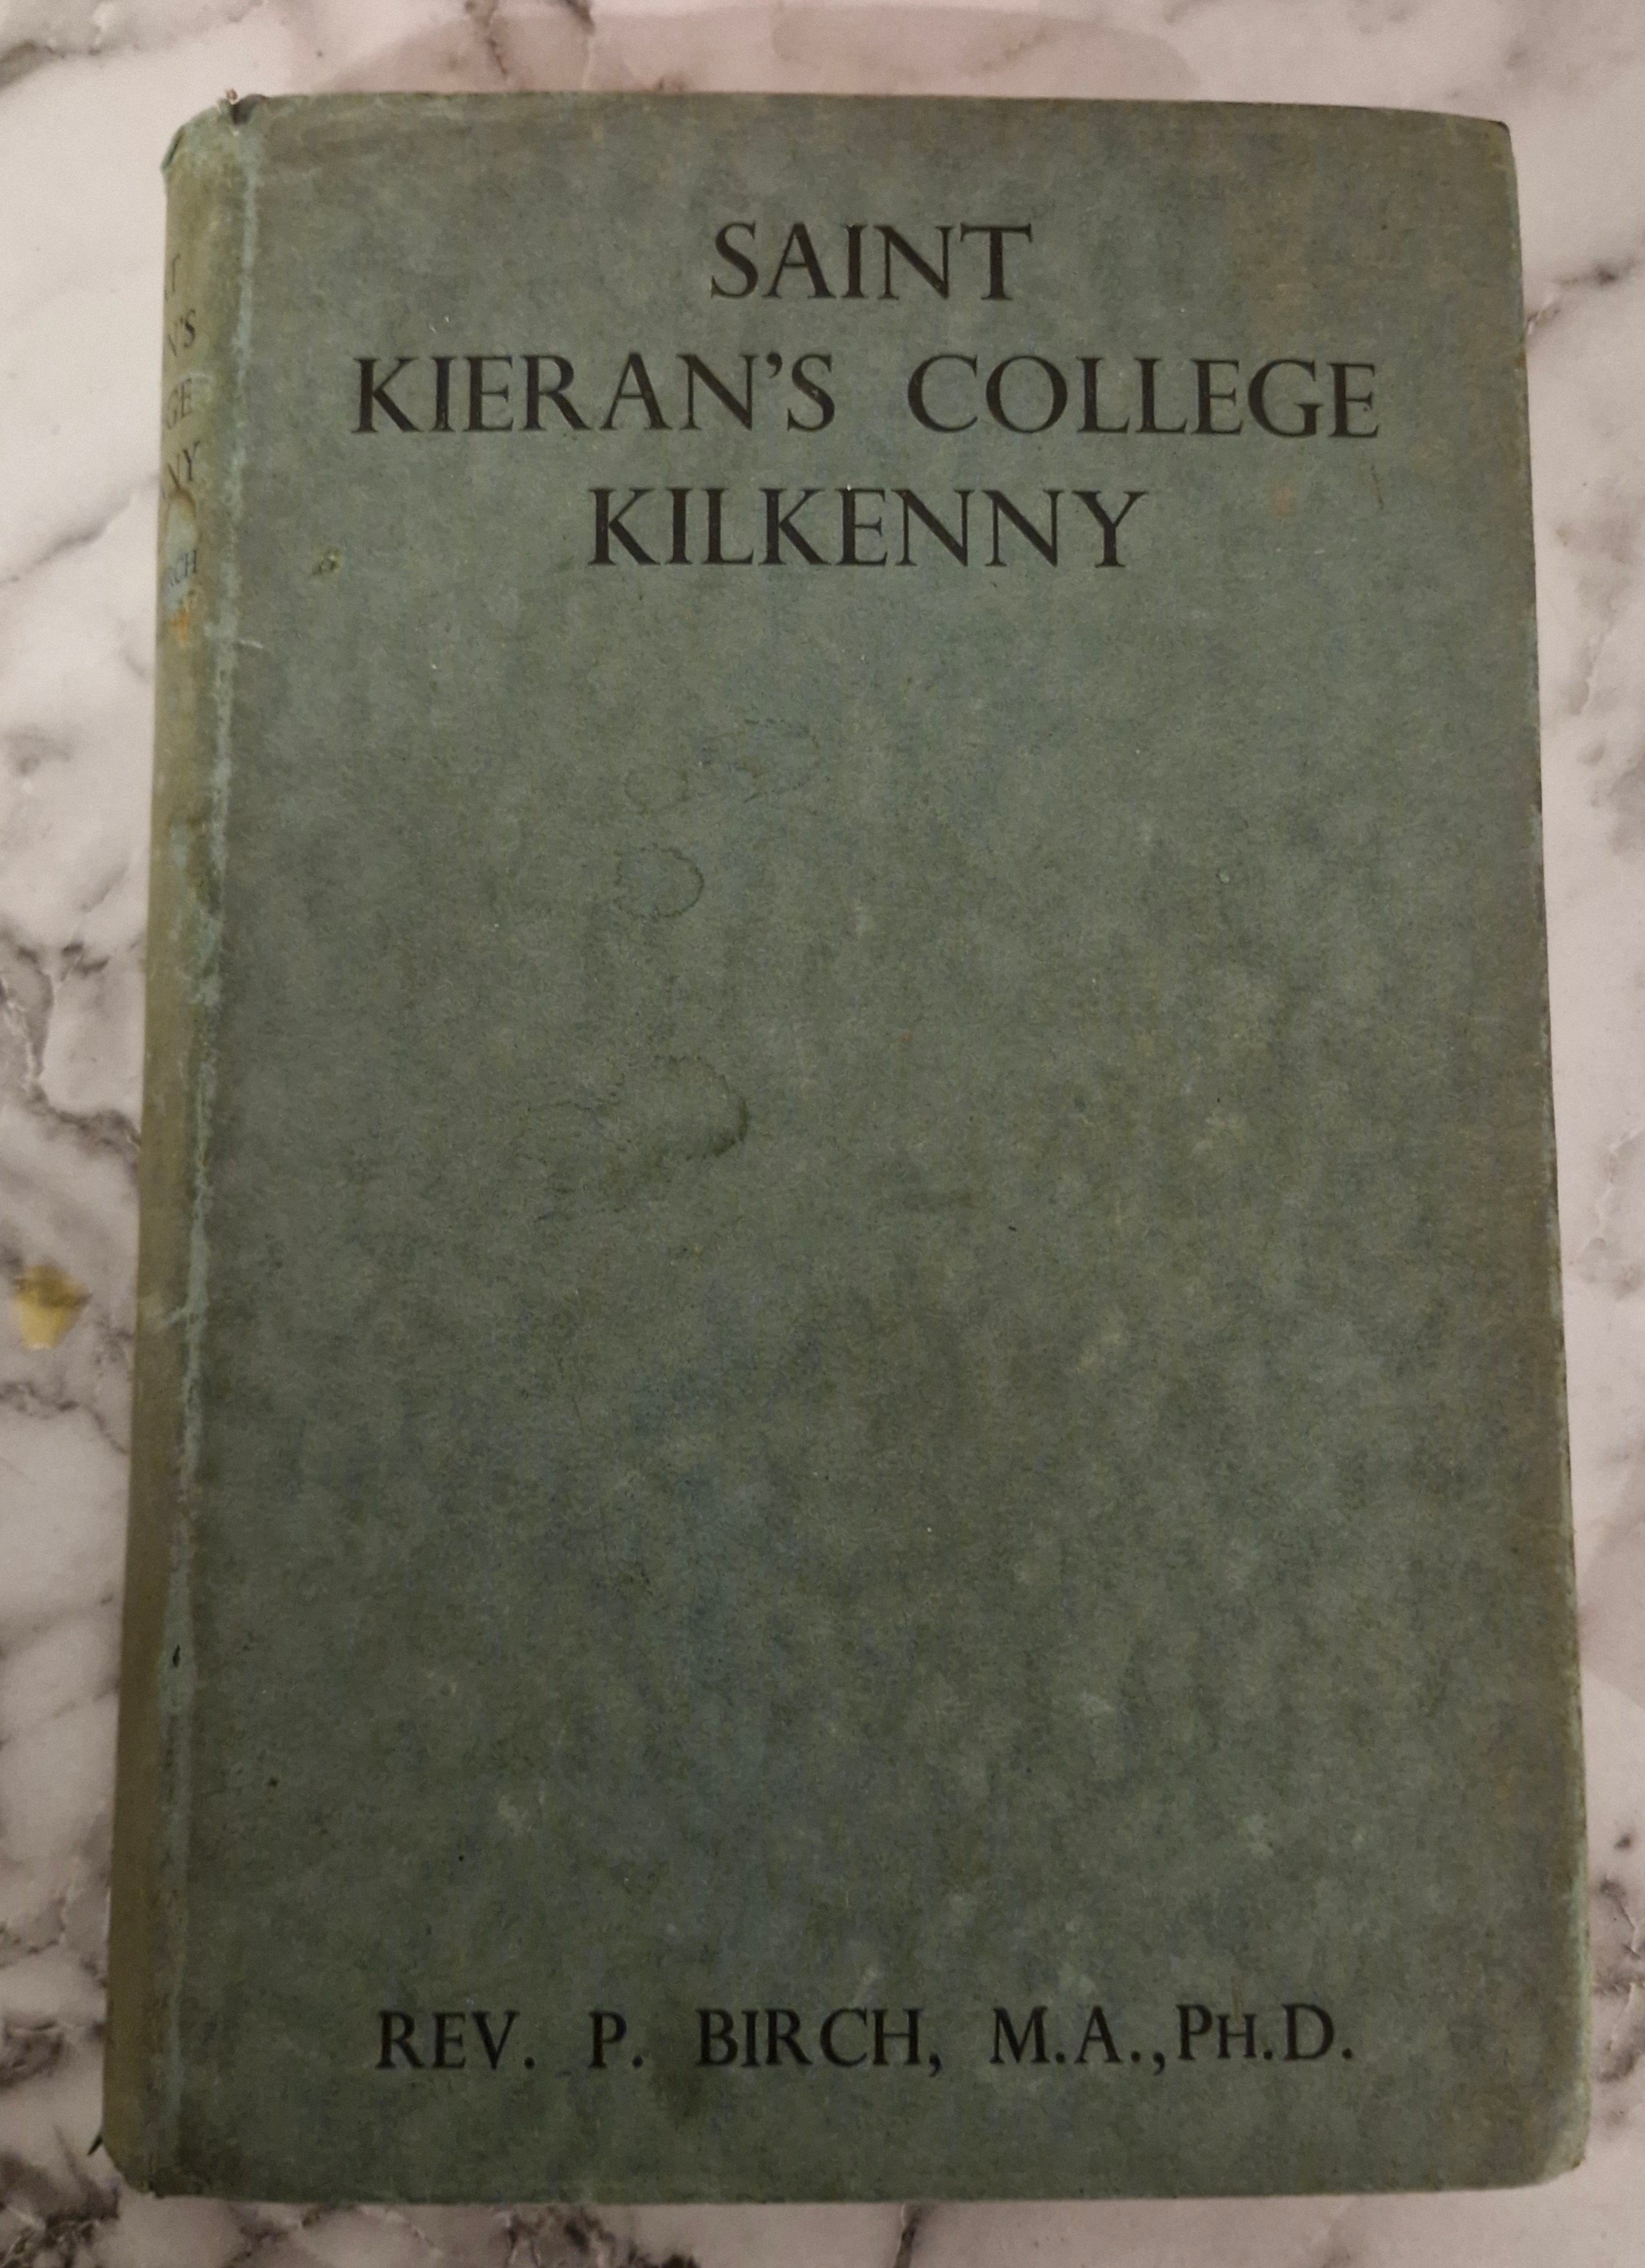 SAINT
KIERAN'S COLLEGE
KILKENNY
REV. P. BIRCH, M.A., PH.D.